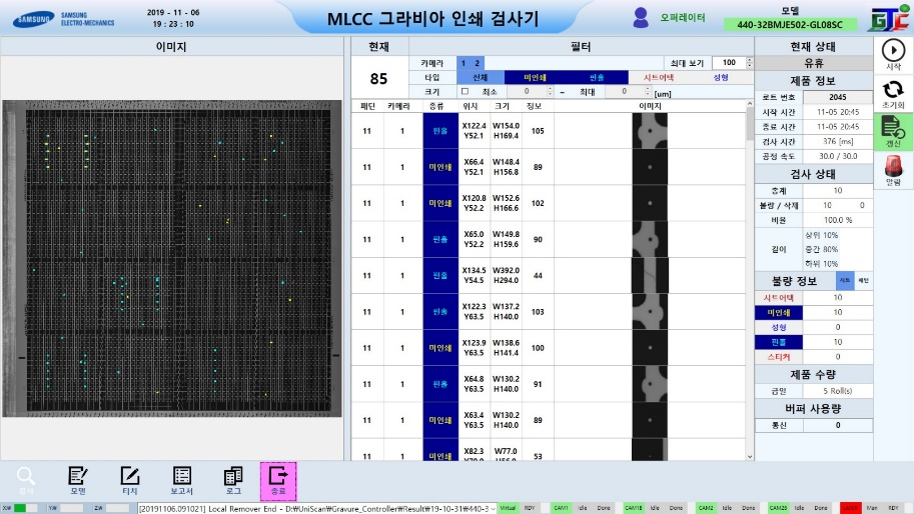 SAMSUNG
SAMSUNG
ELECTRO-MECHANICS
2019 - 11 - 06
19 : 23 : 10
MLCC 그라비아 인쇄 검사기
오퍼레이터
모델
440-32BMJE502-GL08SC
GTC
이미지
현재
85
필터
카메라 1 2 최대 보기 100
타입 전체 미인쇄 핀홀 시트어택 성형
크기 최소 0 ~ 최대 0 [um]
패턴 카메라 종류 위치 크기 정보 이미지
11 1 핀홀 X122.4 Y52.1 W154.0 H169.4 105
11 1 미인쇄 X66.4 Y52.1 W148.4 H156.8 89
11 1 미인쇄 X120.8 Y52.2 W152.6 H166.6 102
11 1 핀홀 X65.0 Y52.2 W149.8 H159.6 90
11 1 핀홀 X134.5 Y54.5 W392.0 H294.0 44
11 1 핀홀 X122.3 Y63.5 W137.2 H140.0 103
11 1 미인쇄 X123.9 Y63.5 W138.6 H141.4 100
11 1 핀홀 X64.8 Y63.5 W130.2 H140.0 91
11 1 미인쇄 X63.4 Y63.5 W130.2 H140.0 89
11 1 미인쇄 X82.3 W77.0 53
현재 상태
유휴
제품 정보
로트 번호 2045
시작 시간 11-05 20:45
종료 시간 11-05 20:45
검사 시간 376 [ms]
공정 속도 30.0 / 30.0
검사 상태
총계 10
불량 / 삭제 10 0
비율 100.0 %
길이
상위 10%
중간 80%
하위 10%
불량 정보 시트 패턴
시트어택 10
미인쇄 10
성형 0
핀홀 10
스티커 0
제품 수량
금일 5 Roll(s)
버퍼 사용량
통신 0
시작
초기화
갱신
알람
검색
모델
티치
보고서
로그
종료
X:W Y:W Z:W [20191106.091021] Local Remover End - D:₩UniScan₩Gravure_Controller₩Result₩19-10-31₩440-3 Virtual RDY CAM1 Idle Done CAM1B Idle Done CAM2 Idle Done CAM2B Idle Done Man RDY